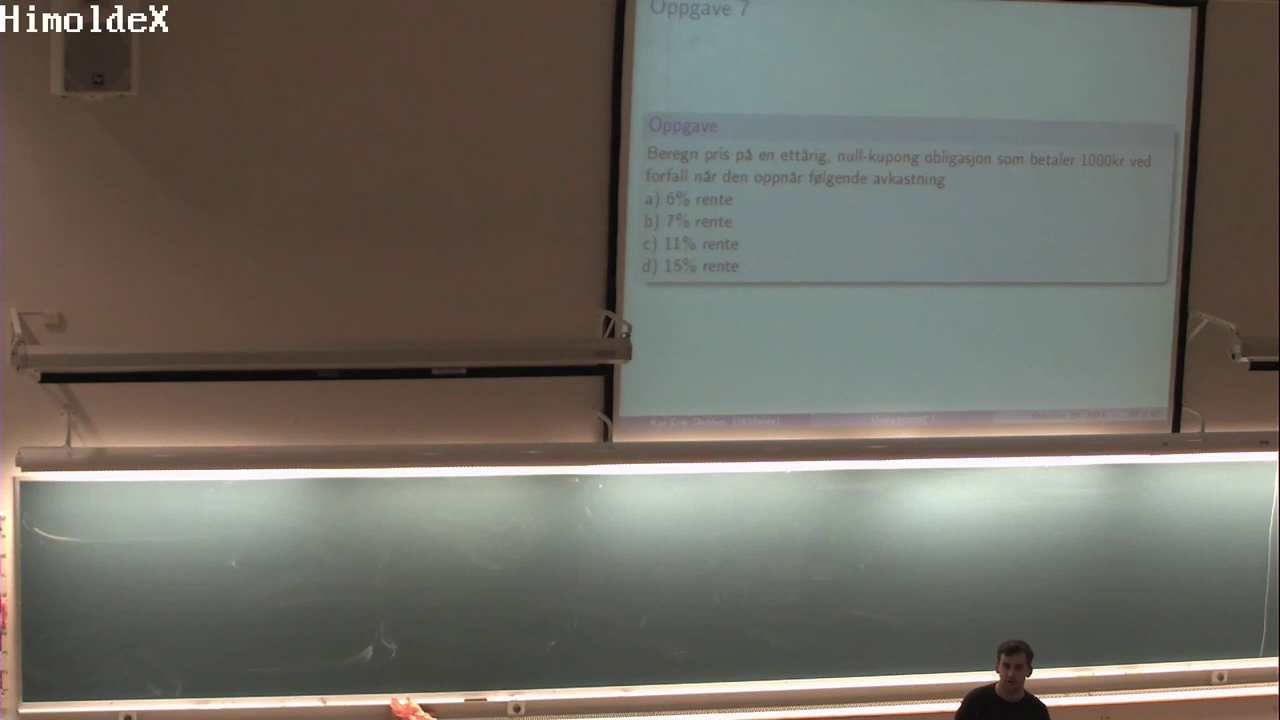 HimoldeX
Oppgave 7
Oppgave
Beregn pris på en ettårig, null-kupong obligasjon som betaler 1000kr ved
forfall når den oppnår følgende avkastning
a) 6% rente
b) 7% rente
c) 11% rente
d) 15% rente